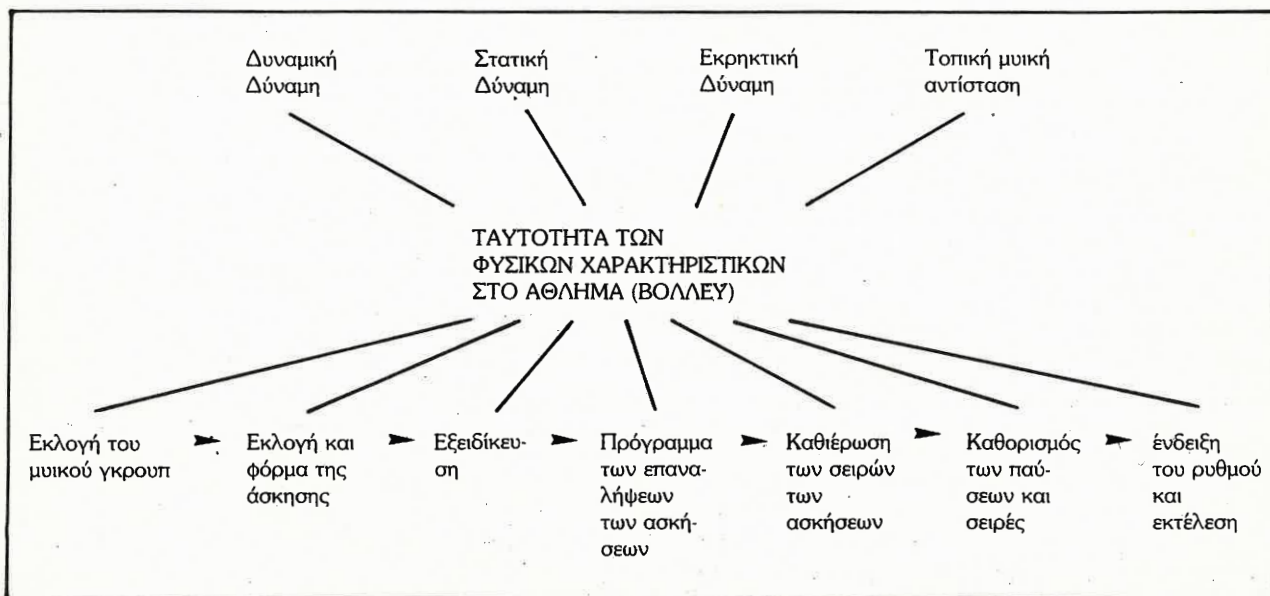 Δυναμική
Δύναμη
Στατική
Δύναμη
Εκρηκτική
Δύναμη
Τοπική μυική
αντίσταση
ΤΑΥΤΟΤΗΤΑ ΤΩΝ
ΦΥΣΙΚΩΝ ΧΑΡΑΚΤΗΡΙΣΤΙΚΩΝ
ΣΤΟ ΑΘΛΗΜΑ (ΒΟΛΛΕΥ)
Εκλογή του
μυικού γκρουπ
Εκλογή και
φόρμα της
άσκησης
Εξειδίκευ-
ση
Πρόγραμμα
των επανα-
λήψεων
των ασκή-
σεων
Καθιέρωση
των σειρών
των
ασκήσεων
Καθορισμός
των παύ-
σεων και
σειρές
ένδειξη
του ρυθμού
και
εκτέλεση